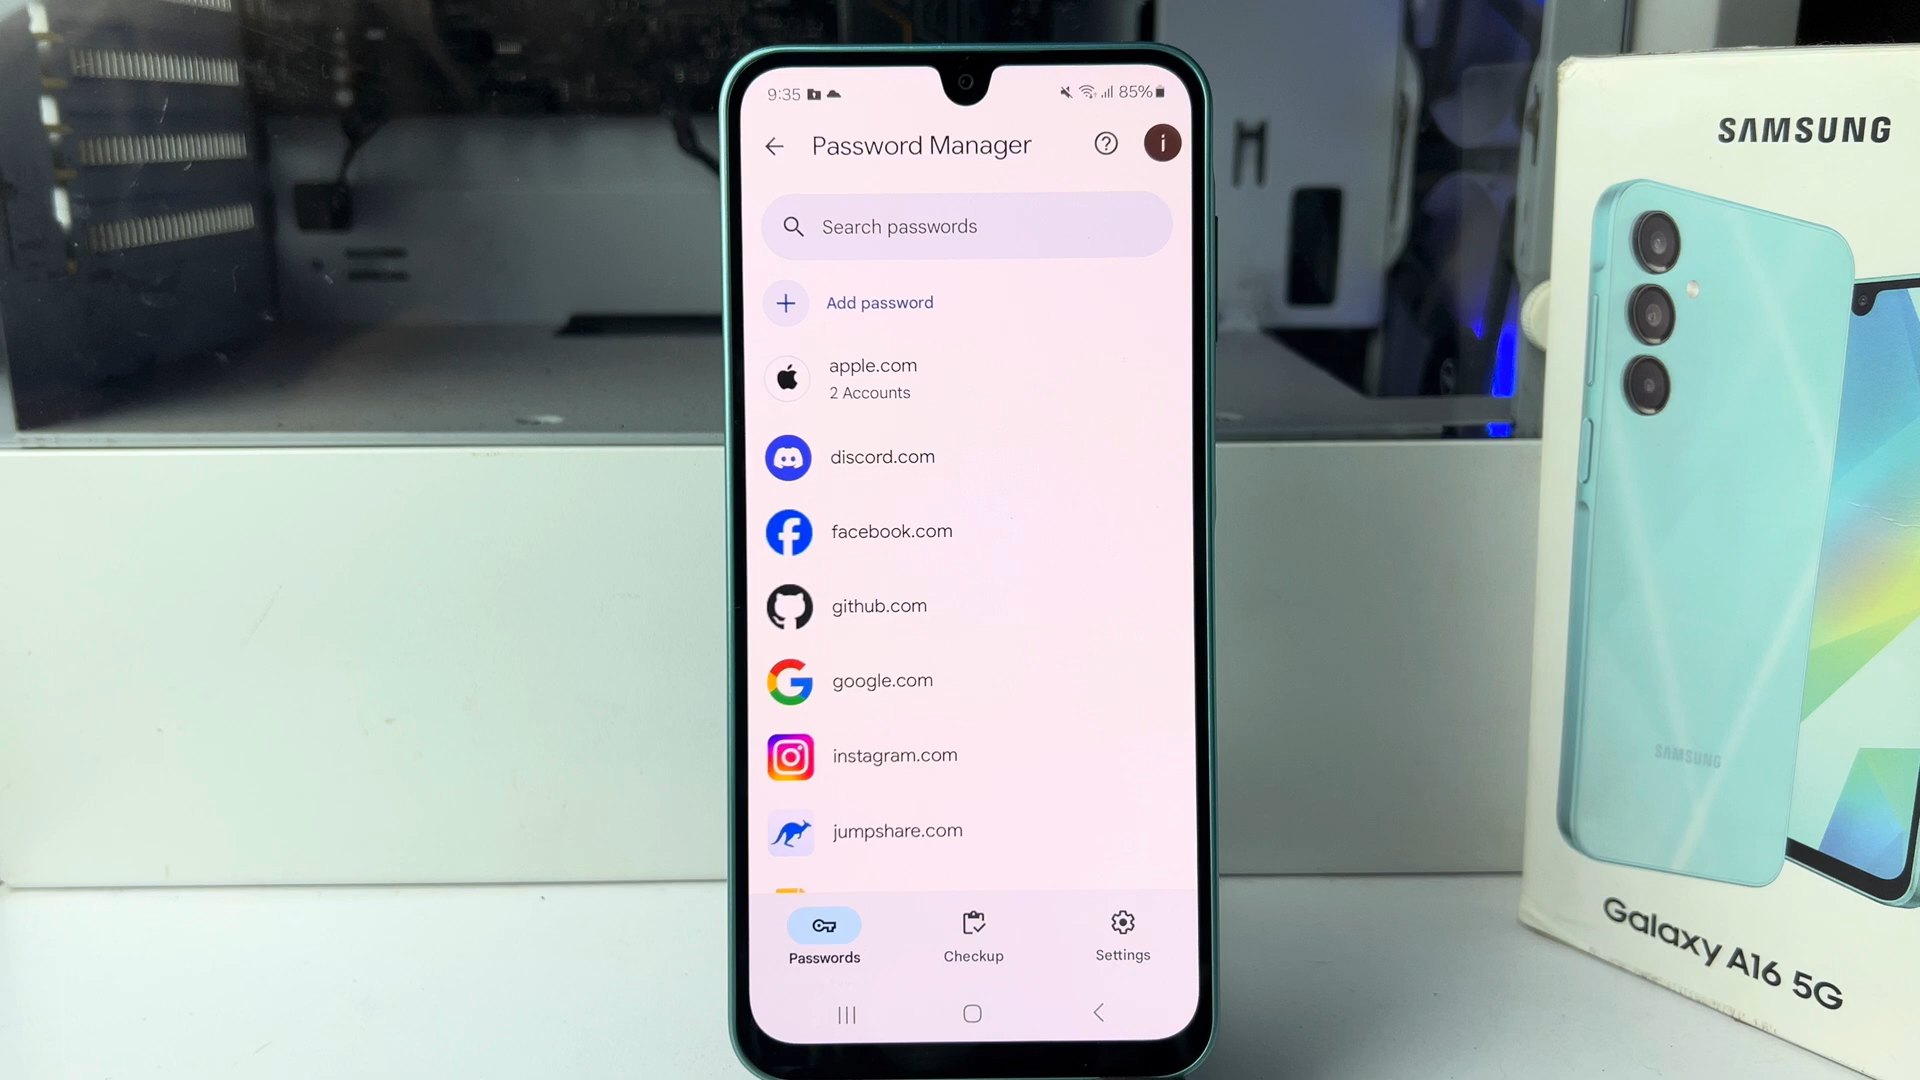 9:35 85%
Password Manager
i
Search passwords
Add password
apple.com
2 Accounts
discord.com
facebook.com
github.com
google.com
instagram.com
jumpshare.com
Passwords Checkup Settings
SAMSUNG
SAMSUNG
Galaxy A16 5G